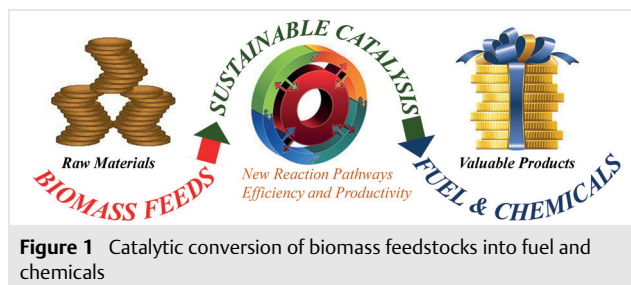 Raw Materials
BIOMASS FEEDS
SUSTAINABLE CATALYSIS
New Reaction Pathways
Efficiency and Productivity
Valuable Products
FUEL & CHEMICALS
Figure 1 Catalytic conversion of biomass feedstocks into fuel and
chemicals